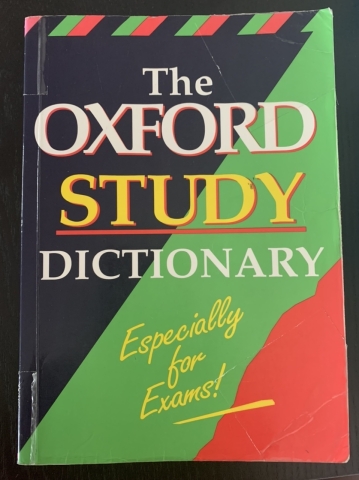 The
OXFORD
STUDY
DICTIONARY
Especially
for
Exams!